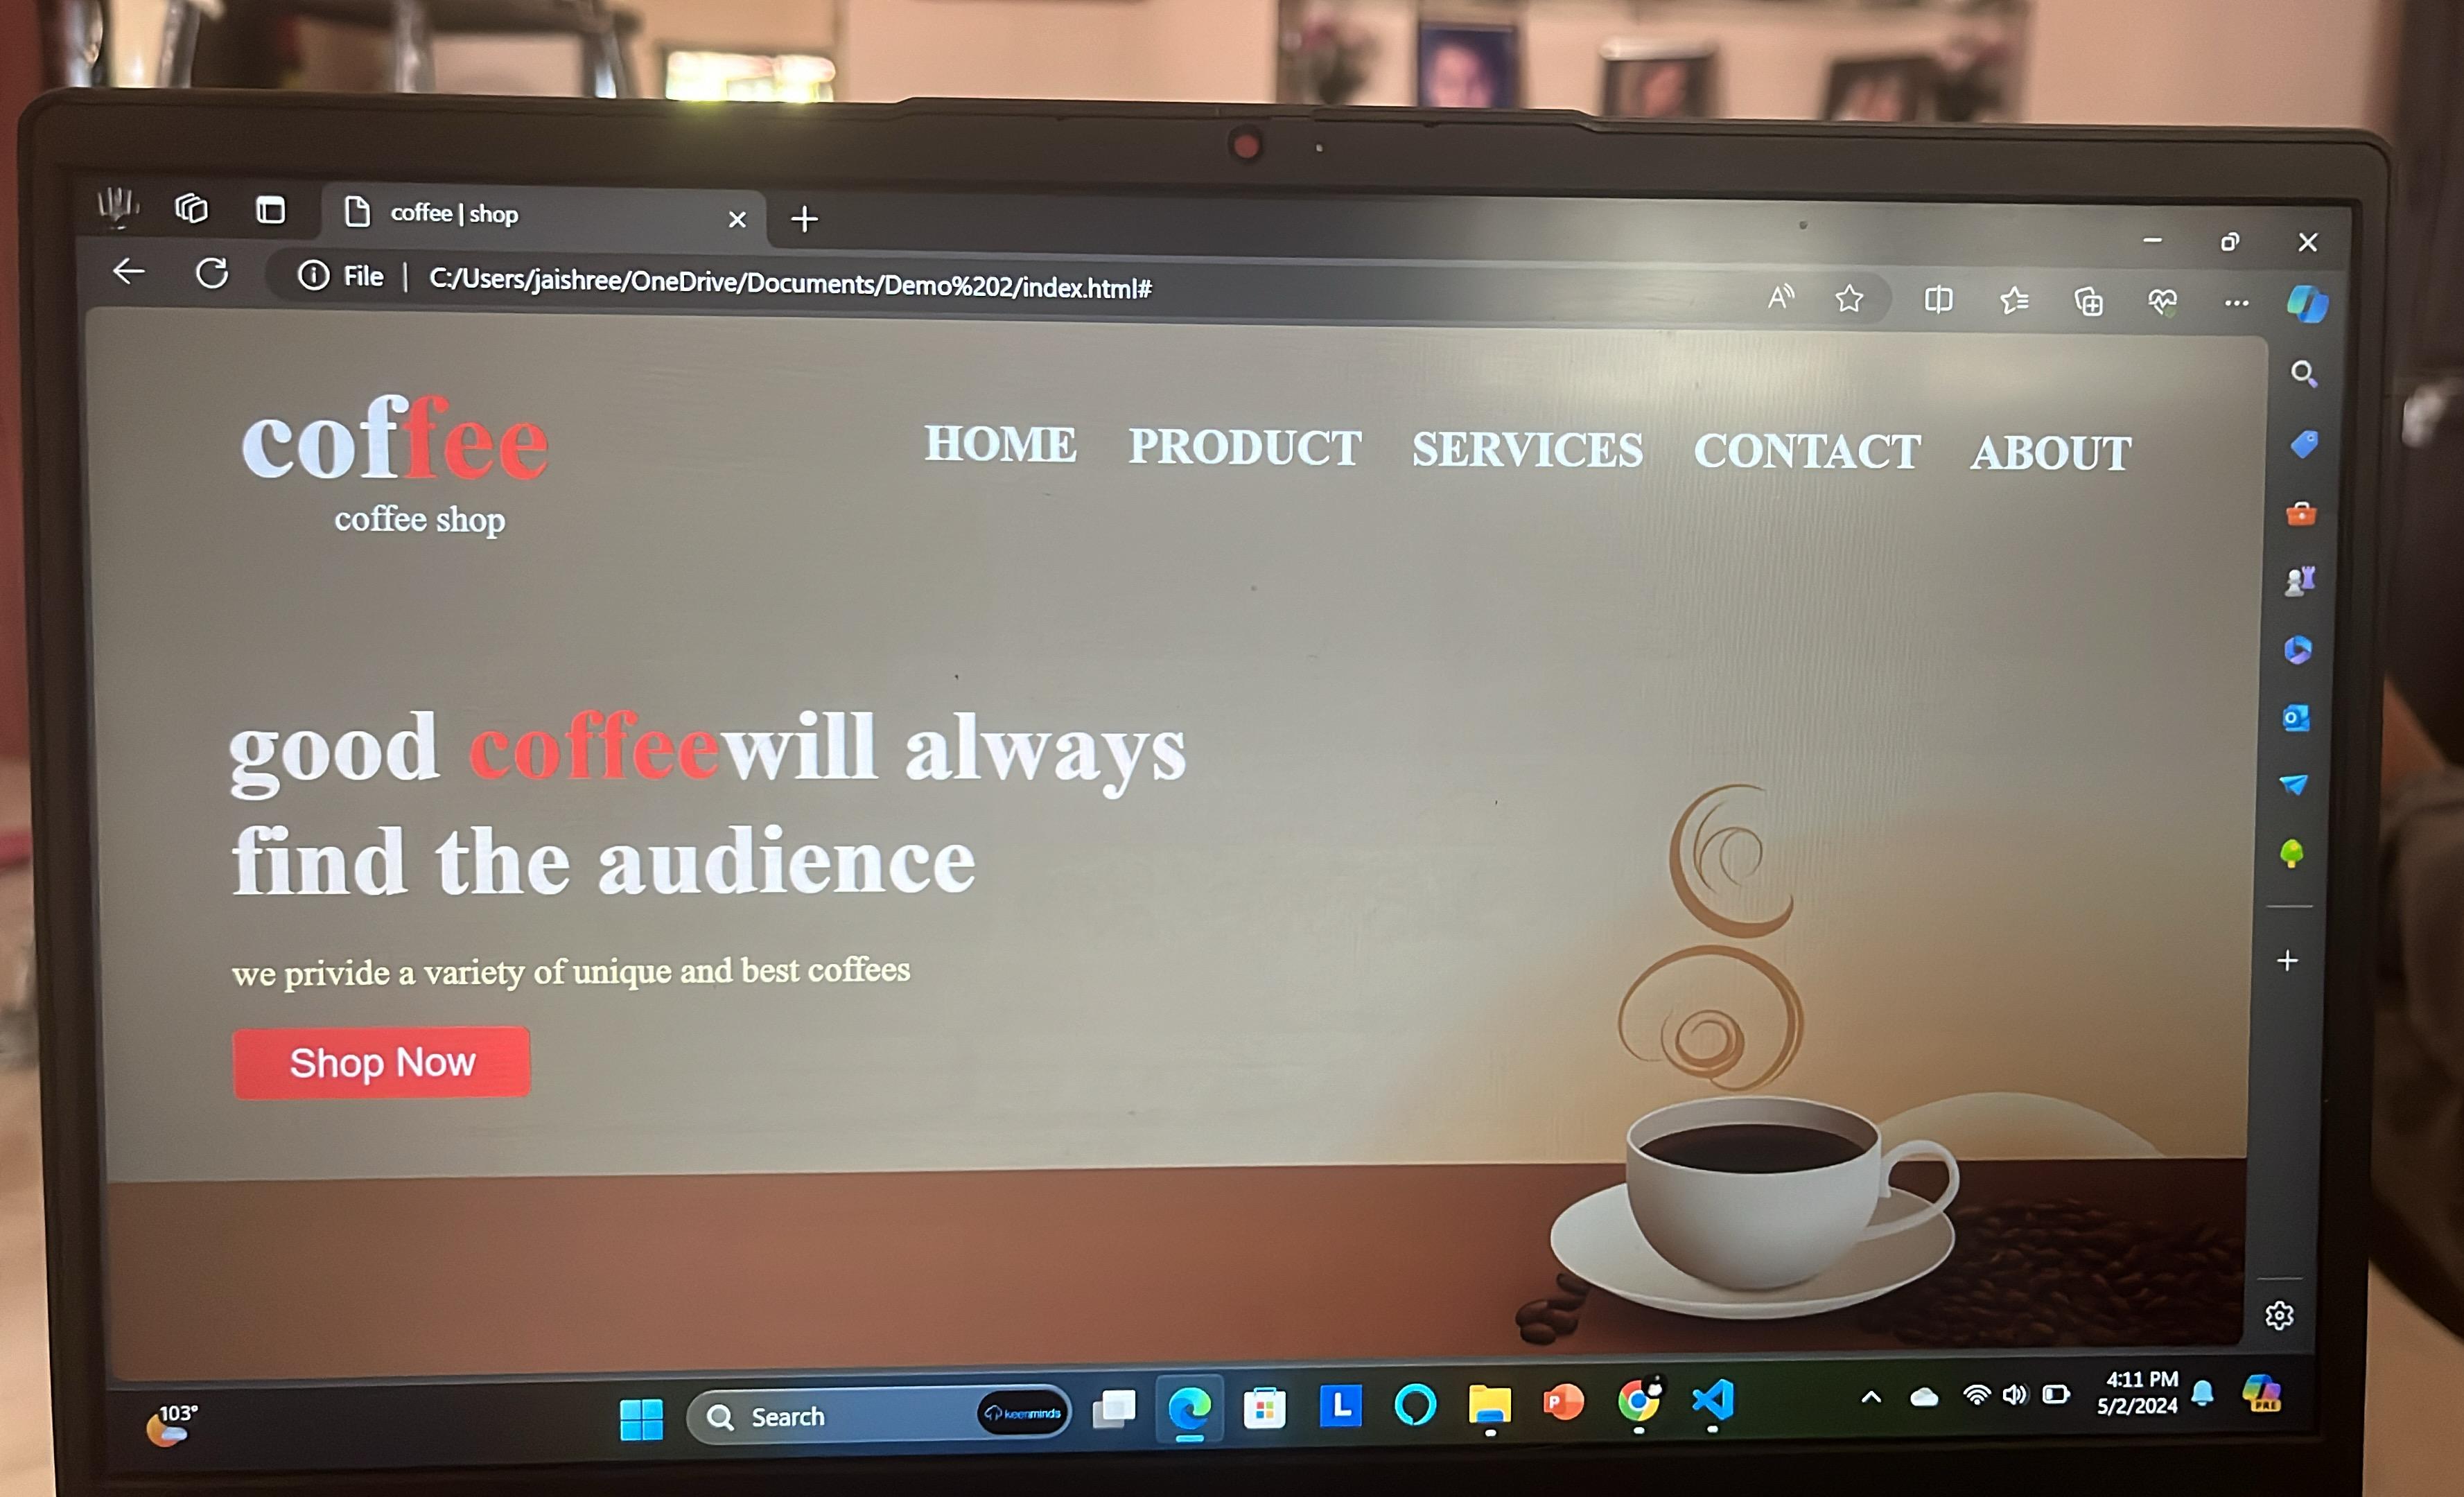 coffee | shop
File | C:/Users/jaishree/OneDrive/Documents/Demo%202/index.html#
coffee
coffee shop
HOME PRODUCT SERVICES CONTACT ABOUT
good coffeewill always
find the audience
we privide a variety of unique and best coffees
Shop Now
103°
Search
keenminds
L
P
4:11 PM
5/2/2024
PRE